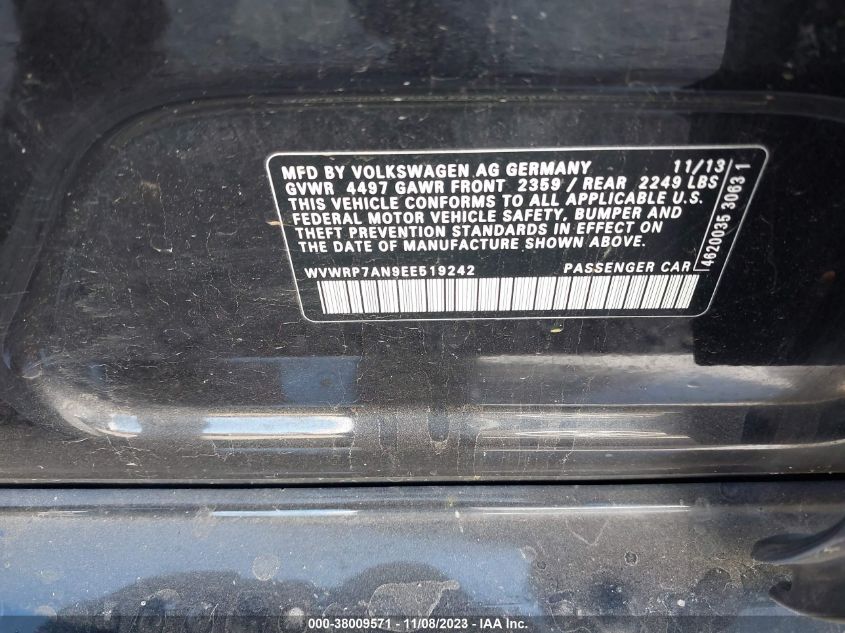 MFD BY VOLKSWAGEN AG GERMANY 11/13
GVWR 4497 GAWR FRONT 2359 / REAR 2249 LBS
THIS VEHICLE CONFORMS TO ALL APPLICABLE U.S.
FEDERAL MOTOR VEHICLE SAFETY, BUMPER AND
THEFT PREVENTION STANDARDS IN EFFECT ON
THE DATE OF MANUFACTURE SHOWN ABOVE.
WVWRP7AN9EE519242 PASSENGER CAR
4620035 3063 1
000-38009571 - 11/08/2023 - IAA Inc.